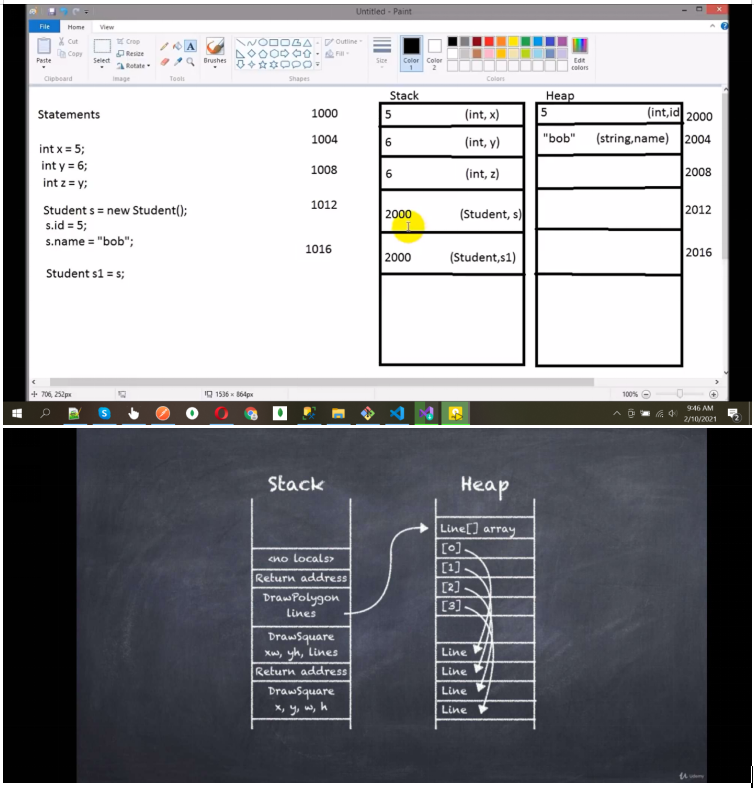 Untitled - Paint
File Home View
Paste
Cut
Copy
Clipboard
Select
Crop
Resize
Rotate
Image
A
Tools
Brushes
Outline
Fill
Shapes
Size
Color 1
Color 2
Edit colors
Colors
Statements
int x = 5;
int y = 6;
int z = y;
Student s = new Student();
s.id = 5;
s.name = "bob";
Student s1 = s;
Stack
1000 5 (int, x)
1004 6 (int, y)
1008 6 (int, z)
1012 2000 (Student, s)
1016 2000 (Student,s1)
Heap
5 (int,id 2000
"bob" (string,name) 2004
2008
2012
2016
706, 252px
1536 × 864px
100%
9:46 AM
2/10/2021
Stack
<no locals>
Return address
DrawPolygon
lines
DrawSquare
xw, yh, lines
Return address
DrawSquare
x, y, w, h
Heap
Line[] array
[0]
[1]
[2]
[3]
Line
Line
Line
Line
Udemy